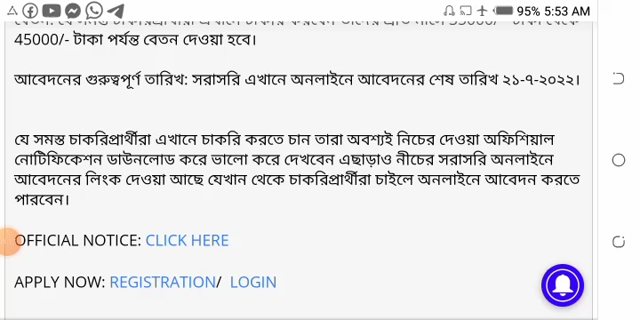 95% 5:53 AM
45000/- টাকা পর্যন্ত বেতন দেওয়া হবে।
আবেদনের গুরুত্বপূর্ণ তারিখ: সরাসরি এখানে অনলাইনে আবেদনের শেষ তারিখ ২১-৭-২০২২।
যে সমস্ত চাকরিপ্রার্থীরা এখানে চাকরি করতে চান তারা অবশ্যই নিচের দেওয়া অফিশিয়াল
নোটিফিকেশন ডাউনলোড করে ভালো করে দেখবেন এছাড়াও নীচের সরাসরি অনলাইনে
আবেদনের লিংক দেওয়া আছে যেখান থেকে চাকরিপ্রার্থীরা চাইলে অনলাইনে আবেদন করতে
পারবেন।
OFFICIAL NOTICE: CLICK HERE
APPLY NOW: REGISTRATION/ LOGIN